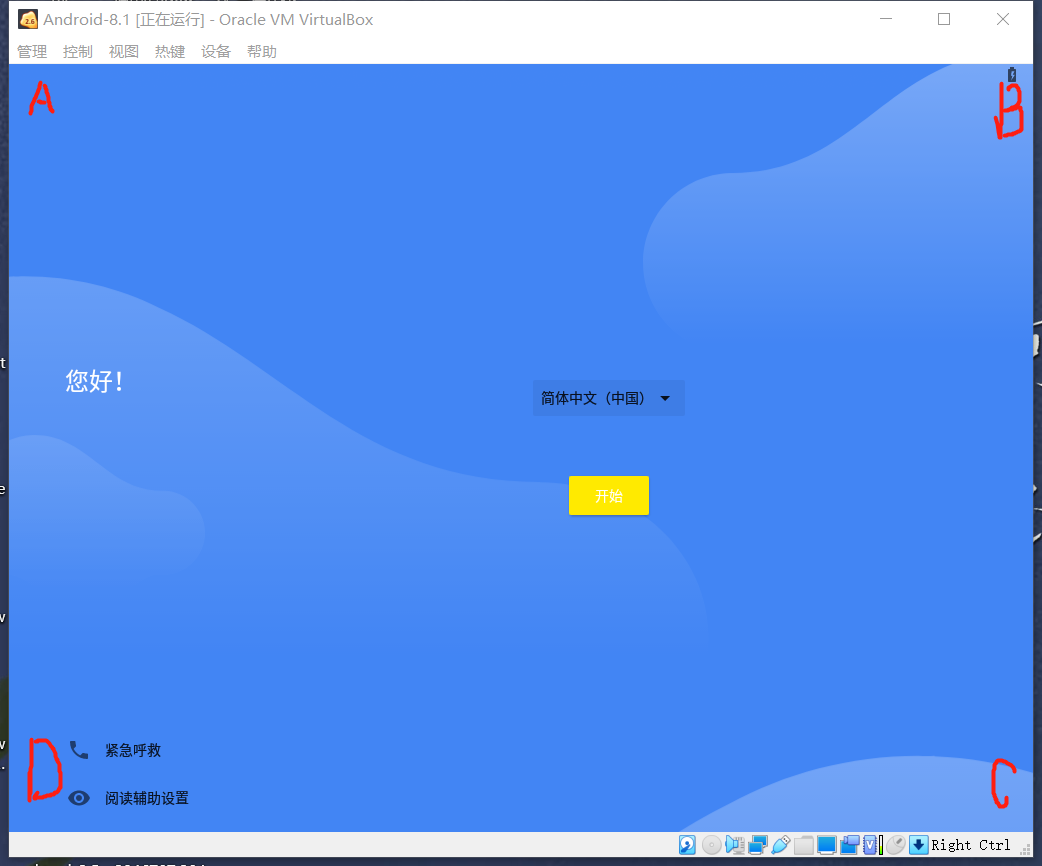 Android-8.1 [正在运行] - Oracle VM VirtualBox
管理 控制 视图 热键 设备 帮助
A
B
您好！
简体中文（中国）
开始
D
紧急呼救
C
阅读辅助设置
Right Ctrl